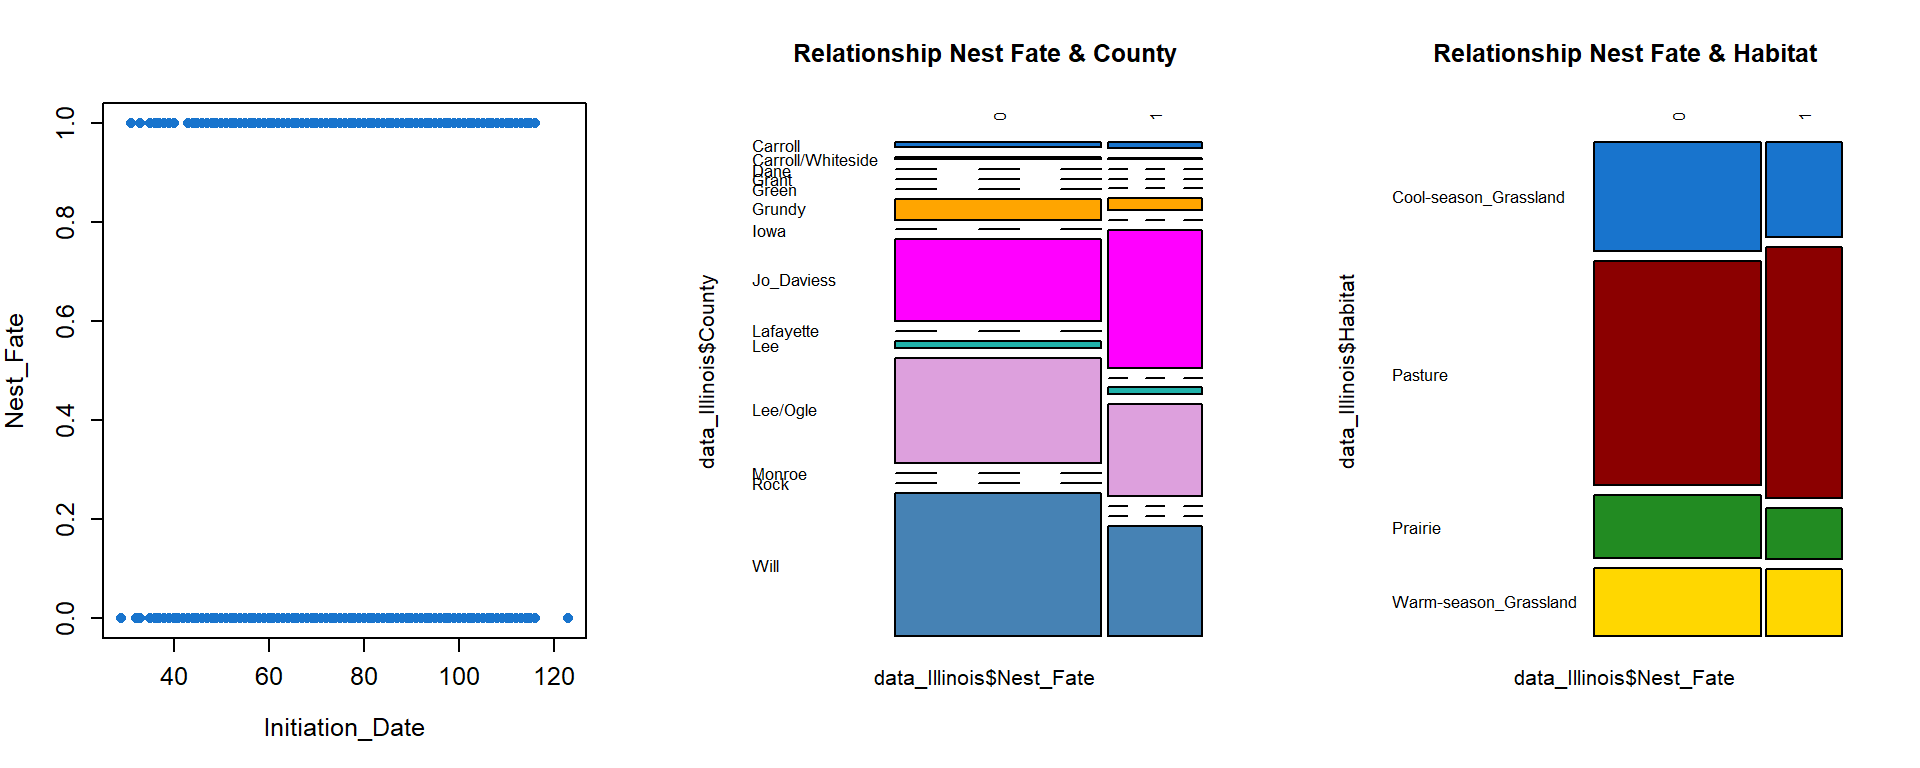 Nest_Fate
1.0
0.8
0.6
0.4
0.2
0.0
40 60 80 100 120
Initiation_Date
Relationship Nest Fate & County
0 1
data_Illinois$County
Carroll
Carroll/Whiteside
Dane
Grant
Green
Grundy
Iowa
Jo_Daviess
Lafayette
Lee
Lee/Ogle
Monroe
Rock
Will
data_Illinois$Nest_Fate
Relationship Nest Fate & Habitat
0 1
data_Illinois$Habitat
Cool-season_Grassland
Pasture
Prairie
Warm-season_Grassland
data_Illinois$Nest_Fate